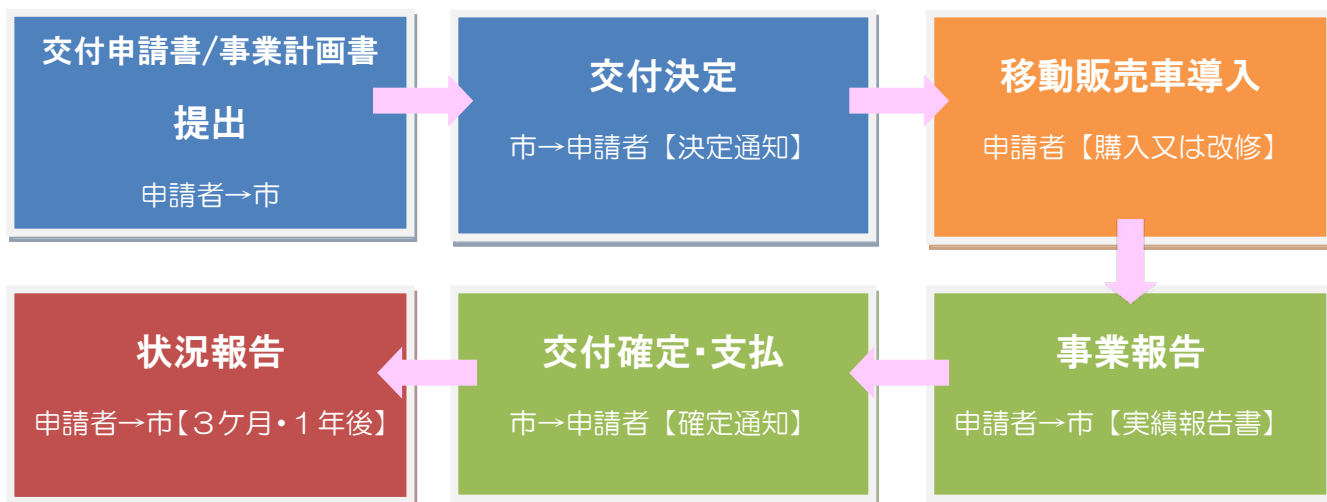 交付申請書/事業計画書
提出
申請者→市
交付決定
市→申請者【決定通知】
移動販売車導入
申請者【購入又は改修】
事業報告
申請者→市【実績報告書】
交付確定・支払
市→申請者【確定通知】
状況報告
申請者→市【３ケ月・１年後】